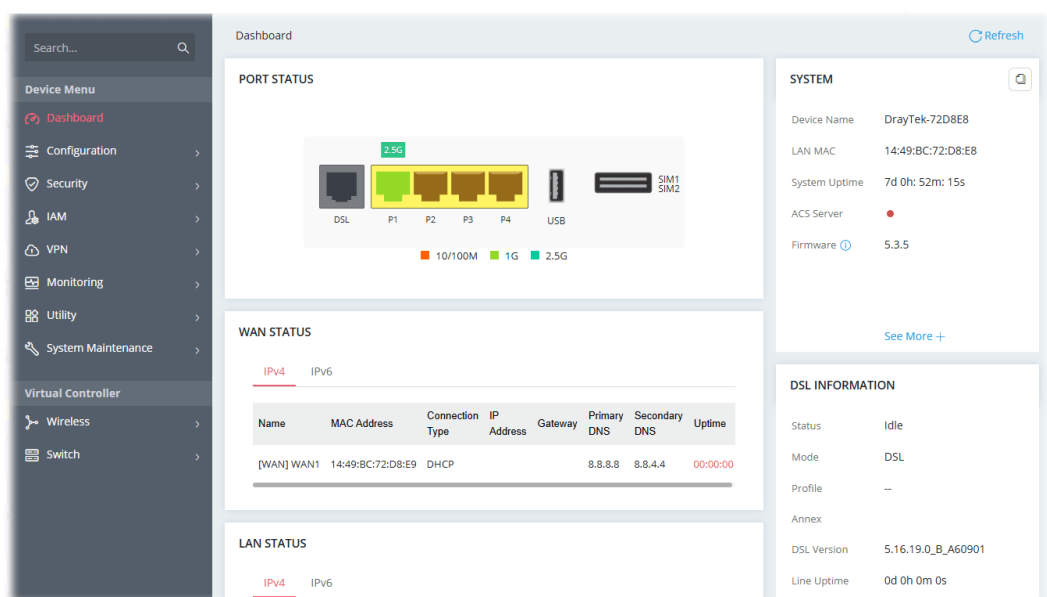 Search...
Device Menu
Dashboard
Configuration
Security
IAM
VPN
Monitoring
Utility
System Maintenance
Virtual Controller
Wireless
Switch
Dashboard
Refresh
PORT STATUS
2.5G
SIM1
SIM2
DSL P1 P2 P3 P4 USB
10/100M 1G 2.5G
WAN STATUS
IPv4 IPv6
Name MAC Address Connection Type IP Address Gateway Primary DNS Secondary DNS Uptime
[WAN] WAN1 14:49:BC:72:D8:E9 DHCP 8.8.8.8 8.8.4.4 00:00:00
LAN STATUS
IPv4 IPv6
SYSTEM
Device Name DrayTek-72D8E8
LAN MAC 14:49:BC:72:D8:E8
System Uptime 7d 0h: 52m: 15s
ACS Server
Firmware 5.3.5
See More +
DSL INFORMATION
Status Idle
Mode DSL
Profile --
Annex
DSL Version 5.16.19.0_B_A60901
Line Uptime 0d 0h 0m 0s